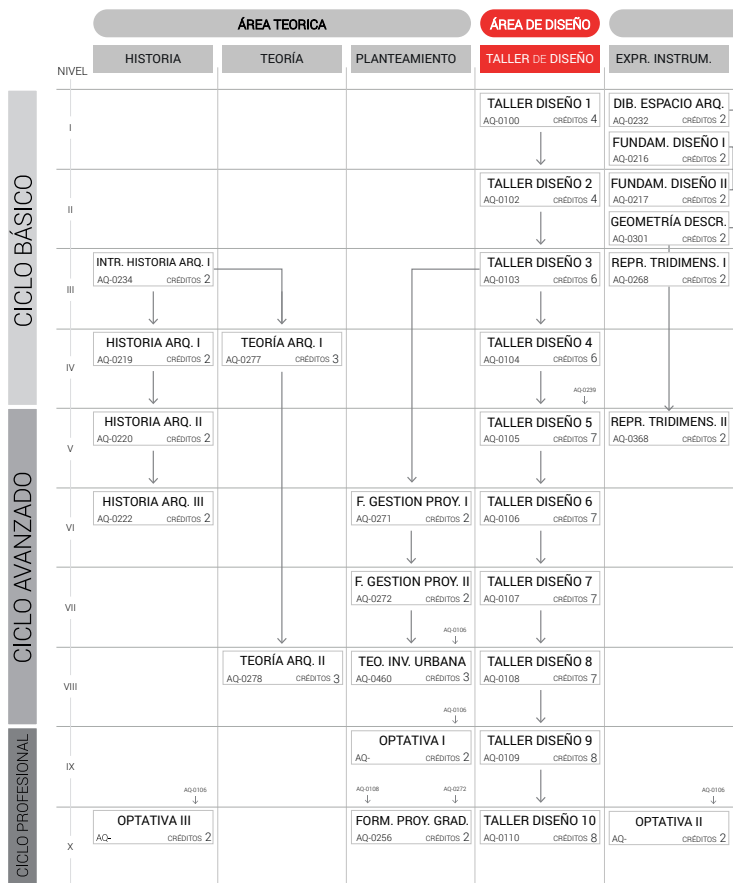 ÁREA TEORICA
ÁREA DE DISEÑO
NIVEL
HISTORIA
TEORÍA
PLANTEAMIENTO
TALLER DE DISEÑO
EXPR. INSTRUM.
CICLO BÁSICO
I
TALLER DISEÑO 1
AQ-0100 CRÉDITOS 4
DIB. ESPACIO ARQ.
AQ-0232 CRÉDITOS 2
FUNDAM. DISEÑO I
AQ-0216 CRÉDITOS 2
II
TALLER DISEÑO 2
AQ-0102 CRÉDITOS 4
FUNDAM. DISEÑO II
AQ-0217 CRÉDITOS 2
GEOMETRÍA DESCR.
AQ-0301 CRÉDITOS 2
III
INTR. HISTORIA ARQ. I
AQ-0234 CRÉDITOS 2
TALLER DISEÑO 3
AQ-0103 CRÉDITOS 6
REPR. TRIDIMENS. I
AQ-0268 CRÉDITOS 2
IV
HISTORIA ARQ. I
AQ-0219 CRÉDITOS 2
TEORÍA ARQ. I
AQ-0277 CRÉDITOS 3
TALLER DISEÑO 4
AQ-0104 CRÉDITOS 6
AQ-0239
CICLO AVANZADO
V
HISTORIA ARQ. II
AQ-0220 CRÉDITOS 2
TALLER DISEÑO 5
AQ-0105 CRÉDITOS 7
REPR. TRIDIMENS. II
AQ-0368 CRÉDITOS 2
VI
HISTORIA ARQ. III
AQ-0222 CRÉDITOS 2
F. GESTION PROY. I
AQ-0271 CRÉDITOS 2
TALLER DISEÑO 6
AQ-0106 CRÉDITOS 7
VII
F. GESTION PROY. II
AQ-0272 CRÉDITOS 2
TALLER DISEÑO 7
AQ-0107 CRÉDITOS 7
AQ-0106
VIII
TEORÍA ARQ. II
AQ-0278 CRÉDITOS 3
TEO. INV. URBANA
AQ-0460 CRÉDITOS 3
TALLER DISEÑO 8
AQ-0108 CRÉDITOS 7
AQ-0106
CICLO PROFESIONAL
IX
OPTATIVA I
AQ- CRÉDITOS 2
TALLER DISEÑO 9
AQ-0109 CRÉDITOS 8
AQ-0106
AQ-0108
AQ-0272
AQ-0106
X
OPTATIVA III
AQ- CRÉDITOS 2
FORM. PROY. GRAD.
AQ-0256 CRÉDITOS 2
TALLER DISEÑO 10
AQ-0110 CRÉDITOS 8
OPTATIVA II
AQ- CRÉDITOS 2